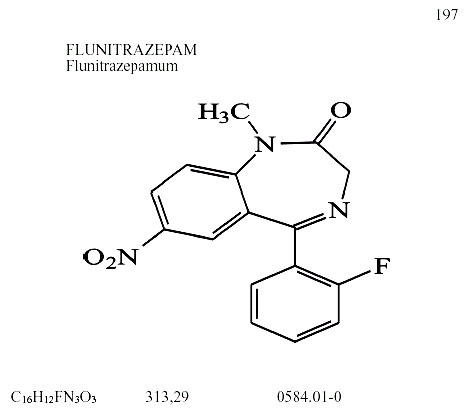 197
FLUNITRAZEPAM
Flunitrazepamum
H₃C O
N
N
O₂N
F
C₁₆H₁₂FN₃O₃ 313,29 0584.01-0